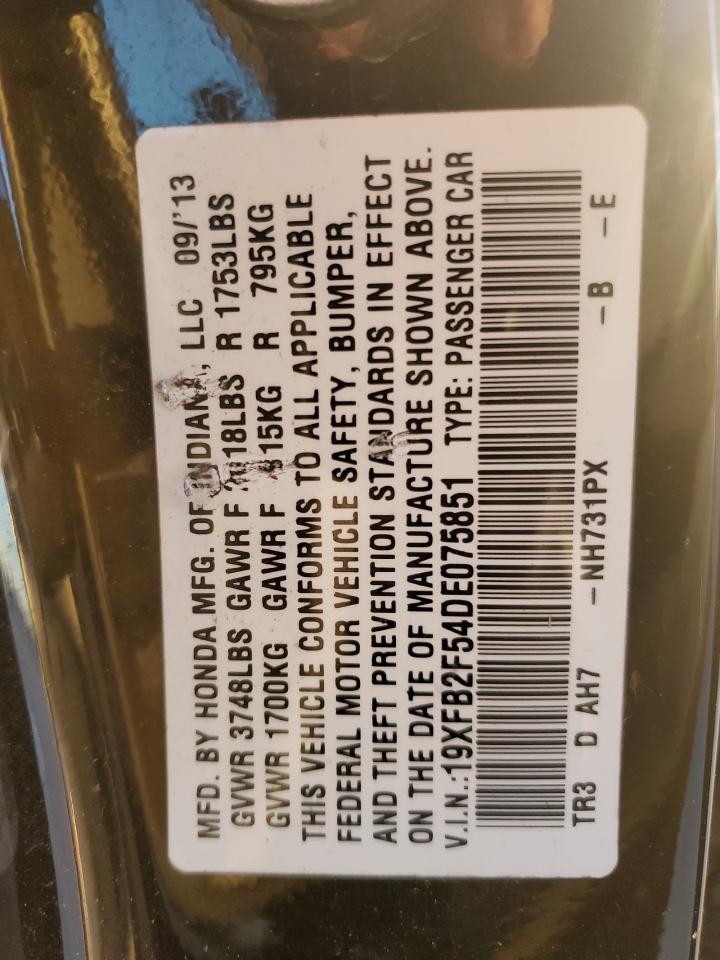 MFD. BY HONDA MFG. OF INDIANA, LLC 09/'13
GVWR 3748LBS GAWR F R 1753LBS
GVWR 1700KG GAWR F R 795KG
THIS VEHICLE CONFORMS TO ALL APPLICABLE
FEDERAL MOTOR VEHICLE SAFETY, BUMPER,
AND THEFT PREVENTION STANDARDS IN EFFECT
ON THE DATE OF MANUFACTURE SHOWN ABOVE.
V.I.N.:19XFB2F54DE075851 TYPE: PASSENGER CAR
TR3 D AH7 –NH731PX –B –E